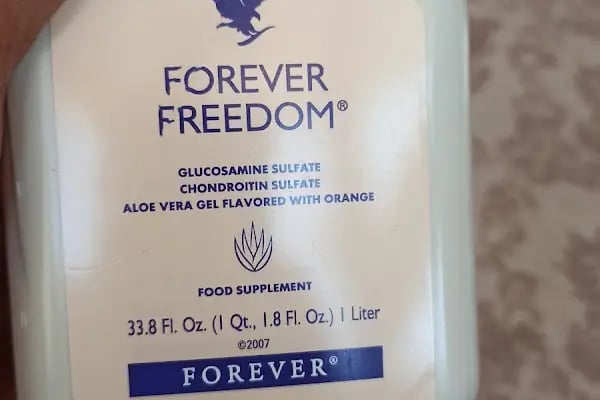 FOREVER
FREEDOM®
GLUCOSAMINE SULFATE
CHONDROITIN SULFATE
ALOE VERA GEL FLAVORED WITH ORANGE
FOOD SUPPLEMENT
33.8 Fl. Oz. (1 Qt., 1.8 Fl. Oz.) 1 Liter
©2007
FOREVER®